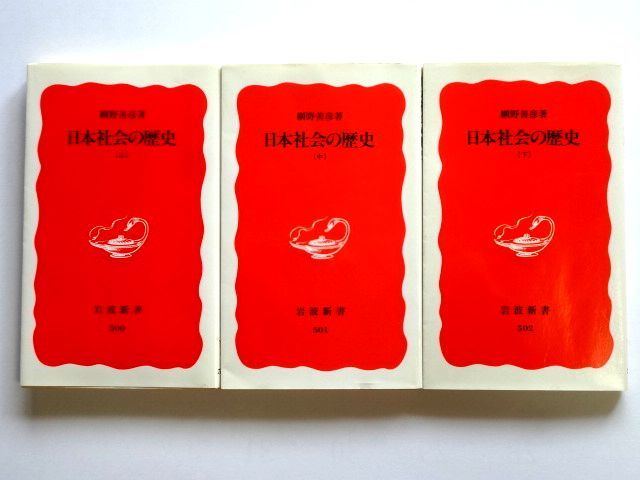 網野善彦著
日本社会の歴史
(上)
岩波新書
500
網野善彦著
日本社会の歴史
(中)
岩波新書
501
網野善彦著
日本社会の歴史
(下)
岩波新書
502